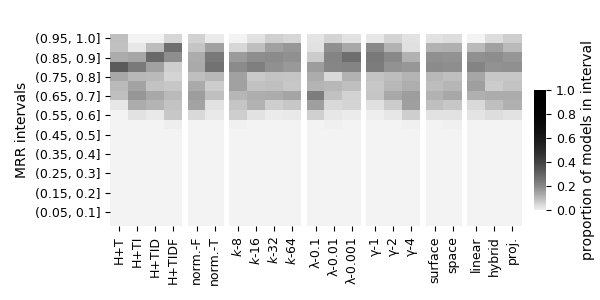 MRR intervals
(0.95, 1.0]
(0.85, 0.9]
(0.75, 0.8]
(0.65, 0.7]
(0.55, 0.6]
(0.45, 0.5]
(0.35, 0.4]
(0.25, 0.3]
(0.15, 0.2]
(0.05, 0.1]
H+T
H+TI
H+TID
H+TIDF
norm.-F
norm.-T
k-8
k-16
k-32
k-64
λ-0.1
λ-0.01
λ-0.001
γ-1
γ-2
γ-4
surface
space
linear
hybrid
proj.
1.0
0.8
0.6
0.4
0.2
0.0
proportion of models in interval